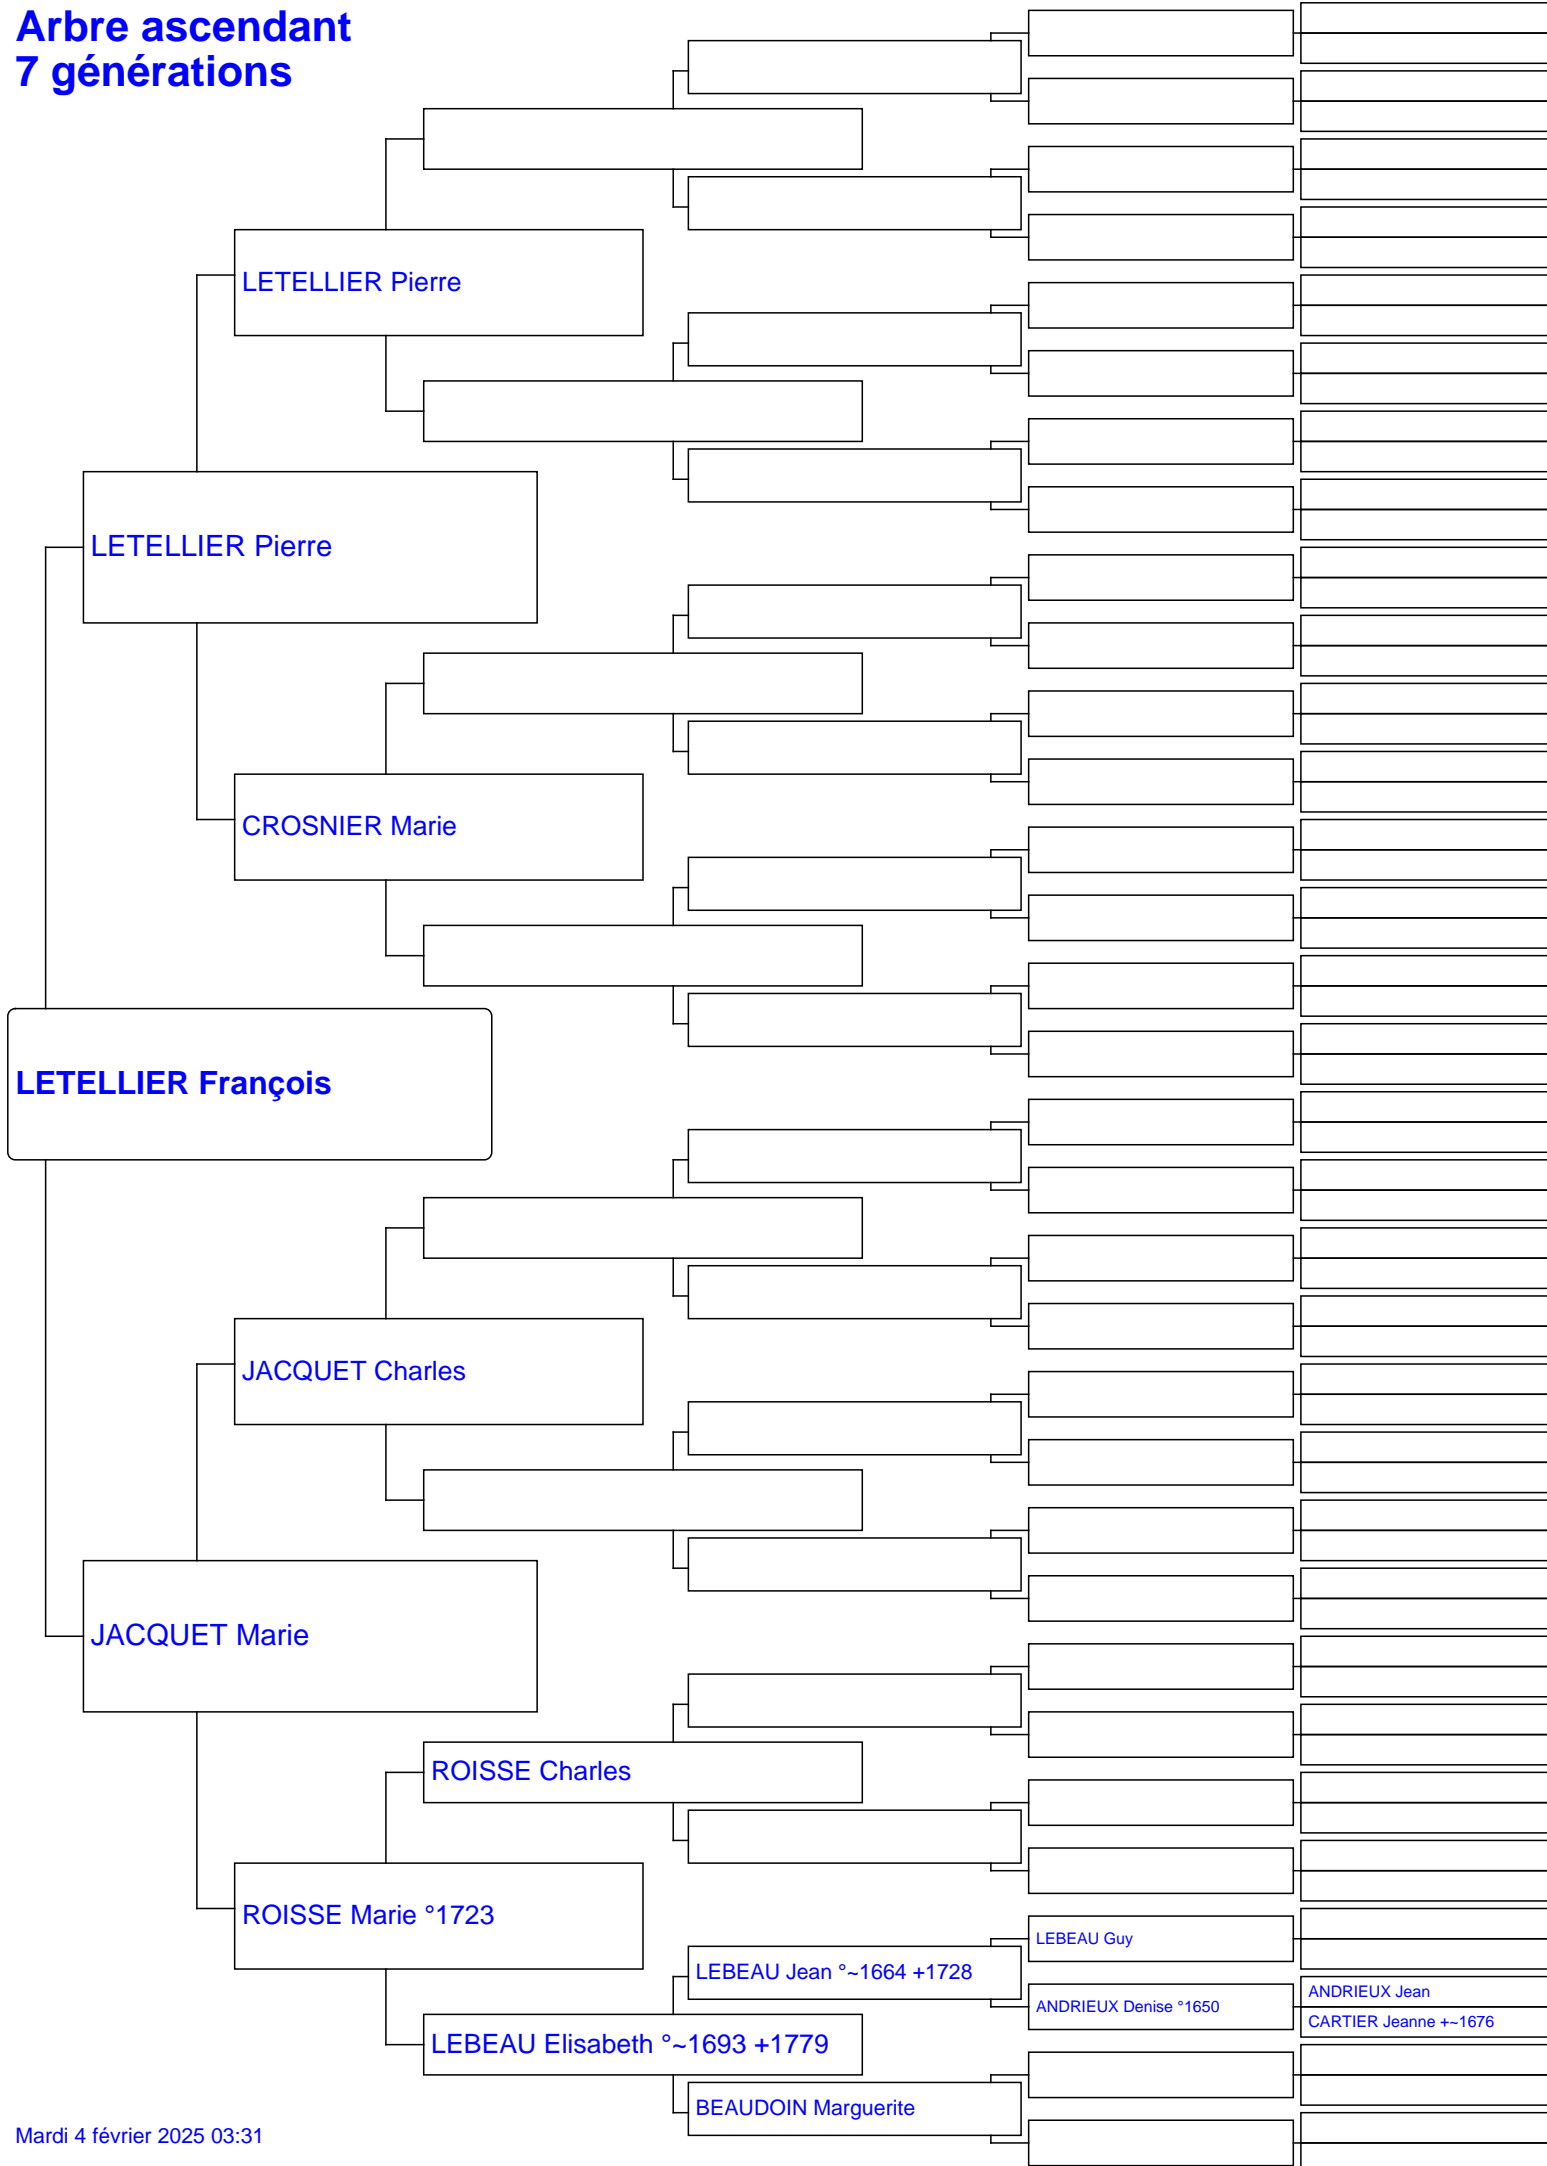 Arbre ascendant
7 générations
LETELLIER Pierre
LETELLIER Pierre
CROSNIER Marie
LETELLIER François
JACQUET Charles
JACQUET Marie
ROISSE Charles
ROISSE Marie °1723
LEBEAU Guy
LEBEAU Jean °~1664 +1728
ANDRIEUX Jean
ANDRIEUX Denise °1650
CARTIER Jeanne +~1676
LEBEAU Elisabeth °~1693 +1779
BEAUDOIN Marguerite
Mardi 4 février 2025 03:31